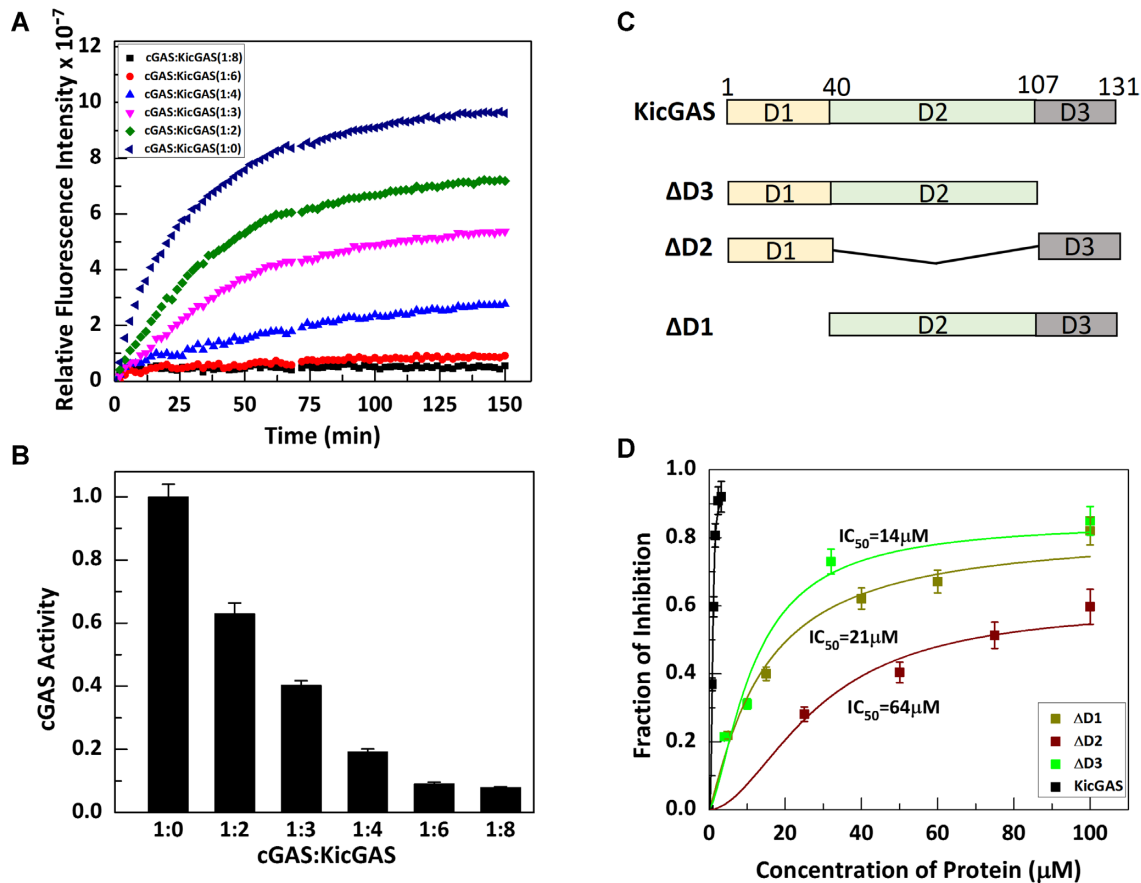 A
Relative Fluorescence Intensity x 10⁻⁷
12
10
8
6
4
2
0
cGAS:KicGAS(1:8)
cGAS:KicGAS(1:6)
cGAS:KicGAS(1:4)
cGAS:KicGAS(1:3)
cGAS:KicGAS(1:2)
cGAS:KicGAS(1:0)
0 25 50 75 100 125 150
Time (min)
B
cGAS Activity
1.0
0.8
0.6
0.4
0.2
0.0
1:0 1:2 1:3 1:4 1:6 1:8
cGAS:KicGAS
C
1 40 107 131
KicGAS D1 D2 D3
ΔD3 D1 D2
ΔD2 D1 D3
ΔD1 D2 D3
D
Fraction of Inhibition
1.0
0.8
0.6
0.4
0.2
0.0
IC₅₀=14μM
IC₅₀=21μM
IC₅₀=64μM
ΔD1
ΔD2
ΔD3
KicGAS
0 20 40 60 80 100
Concentration of Protein (μM)